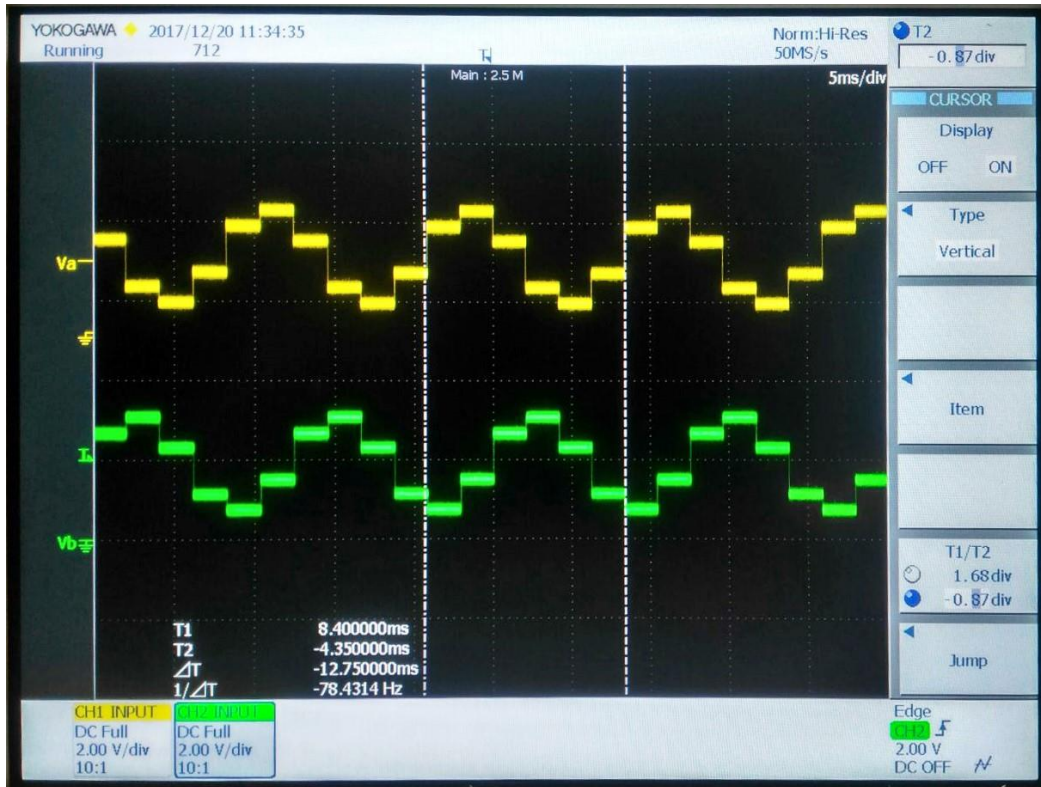 YOKOGAWA 2017/12/20 11:34:35
Running 712
Norm:Hi-Res
50MS/s
T2
-0.87div
Main : 2.5 M
5ms/div
CURSOR
Display
OFF ON
Type
Vertical
Item
T1/T2
1.68div
-0.87div
Jump
Va
Vb
T1 8.400000ms
T2 -4.350000ms
⊿T -12.750000ms
1/⊿T -78.4314 Hz
CH1 INPUT
DC Full
2.00 V/div
10:1
CH2 INPUT
DC Full
2.00 V/div
10:1
Edge
CH2
2.00 V
DC OFF